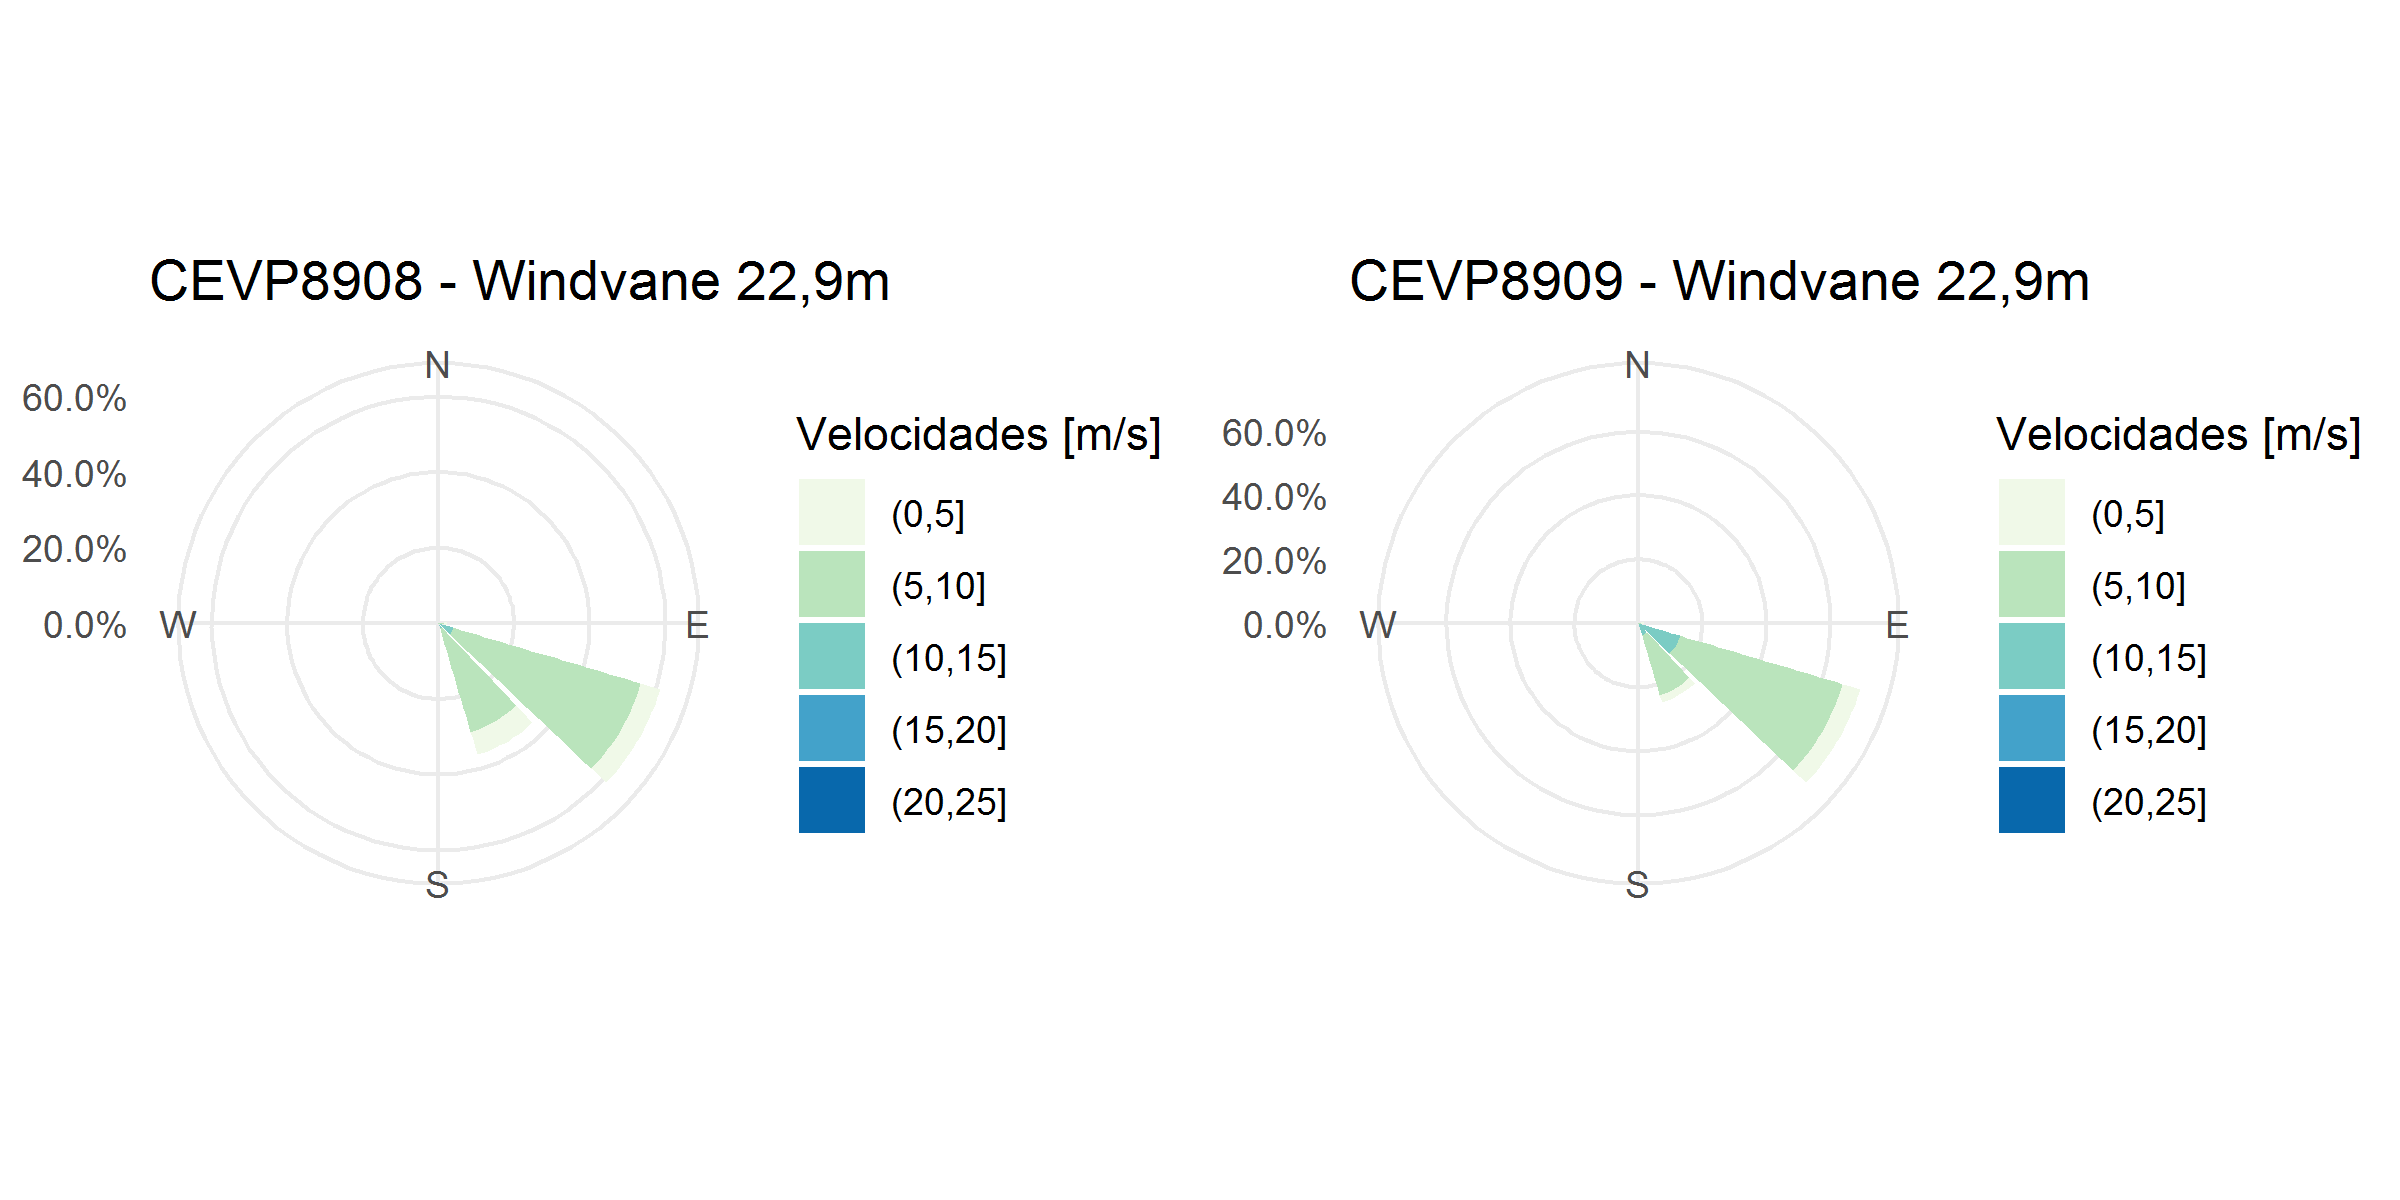 CEVP8908 - Windvane 22,9m
N
60.0%
40.0%
20.0%
0.0%
W
E
S
Velocidades [m/s]
(0,5]
(5,10]
(10,15]
(15,20]
(20,25]
CEVP8909 - Windvane 22,9m
N
60.0%
40.0%
20.0%
0.0%
W
E
S
Velocidades [m/s]
(0,5]
(5,10]
(10,15]
(15,20]
(20,25]